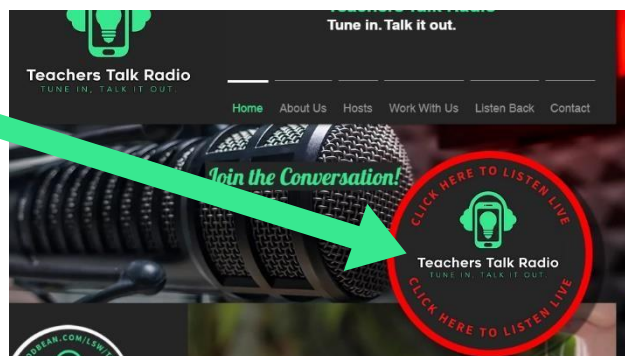 Teachers Talk Radio
Tune in. Talk it out.
Teachers Talk Radio
TUNE IN, TALK IT OUT.
Home About Us Hosts Work With Us Listen Back Contact
Join the Conversation!
CLICK HERE TO LISTEN LIVE
Teachers Talk Radio
TUNE IN, TALK IT OUT
CLICK HERE TO LISTEN LIVE